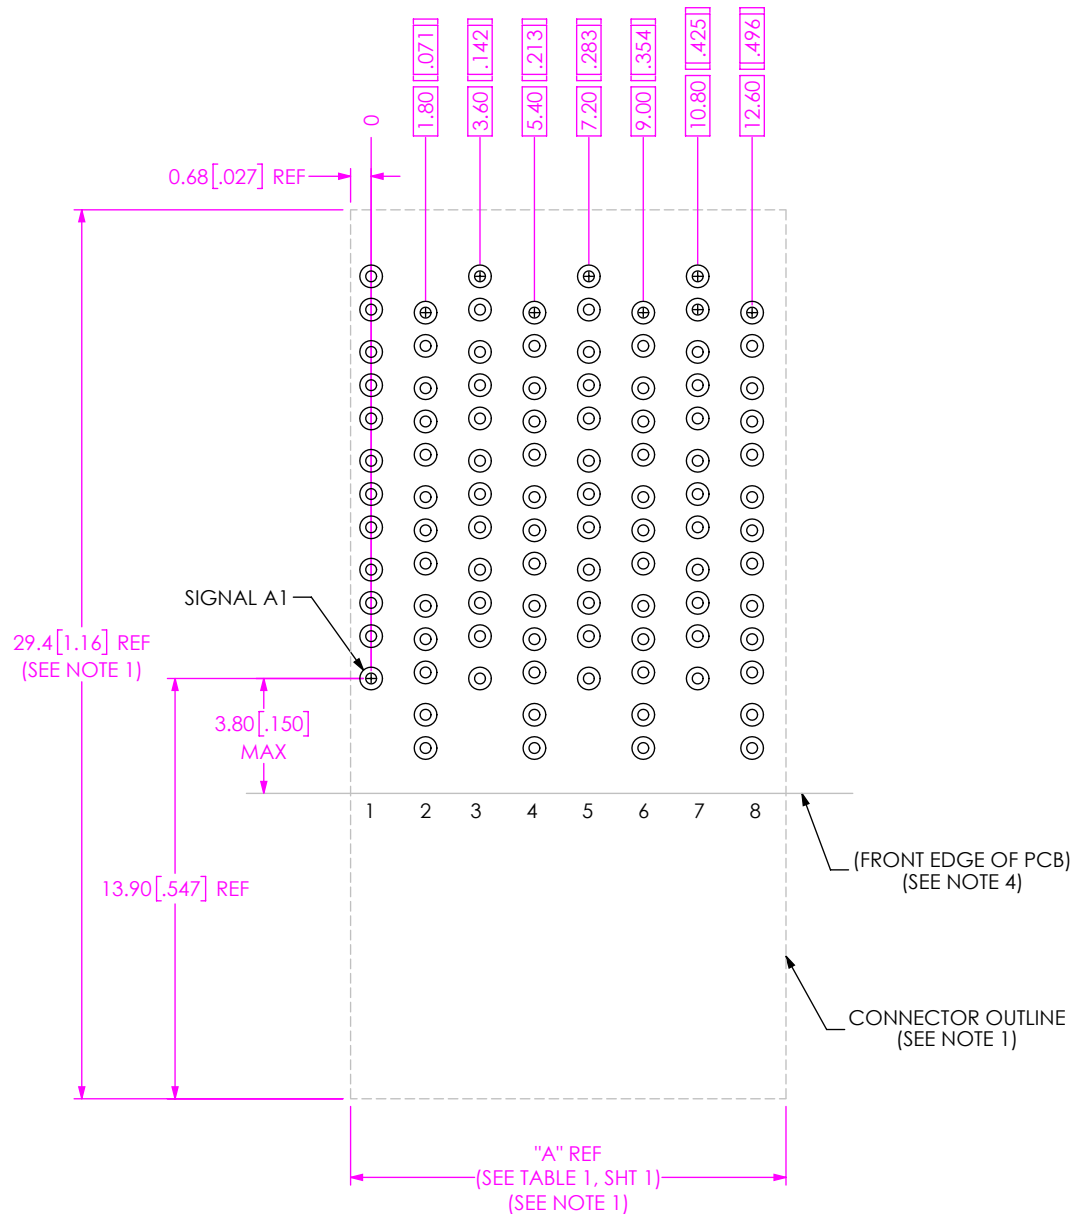 0
1.80 [.071]
3.60 [.142]
5.40 [.213]
7.20 [.283]
9.00 [.354]
10.80 [.425]
12.60 [.496]
0.68[.027] REF
SIGNAL A1
29.4[1.16] REF
(SEE NOTE 1)
3.80[.150]
MAX
1 2 3 4 5 6 7 8
(FRONT EDGE OF PCB)
(SEE NOTE 4)
13.90[.547] REF
CONNECTOR OUTLINE
(SEE NOTE 1)
"A" REF
(SEE TABLE 1, SHT 1)
(SEE NOTE 1)